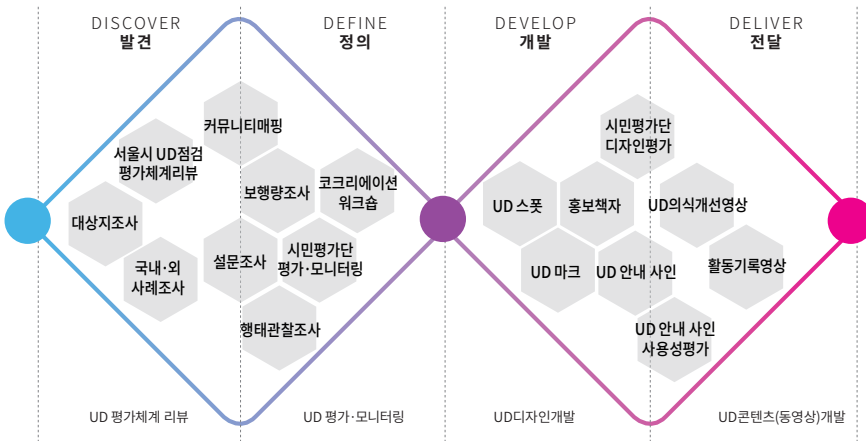 DISCOVER
발견
DEFINE
정의
DEVELOP
개발
DELIVER
전달
커뮤니티매핑
서울시 UD점검
평가체계리뷰
보행량조사
코크리에이션
워크숍
대상지조사
설문조사
시민평가단
평가·모니터링
국내·외
사례조사
행태관찰조사
시민평가단
디자인평가
UD 스폿
홍보책자
UD의식개선영상
UD 마크
UD 안내 사인
활동기록영상
UD 안내 사인
사용성평가
UD 평가체계 리뷰
UD 평가·모니터링
UD디자인개발
UD콘텐츠(동영상)개발